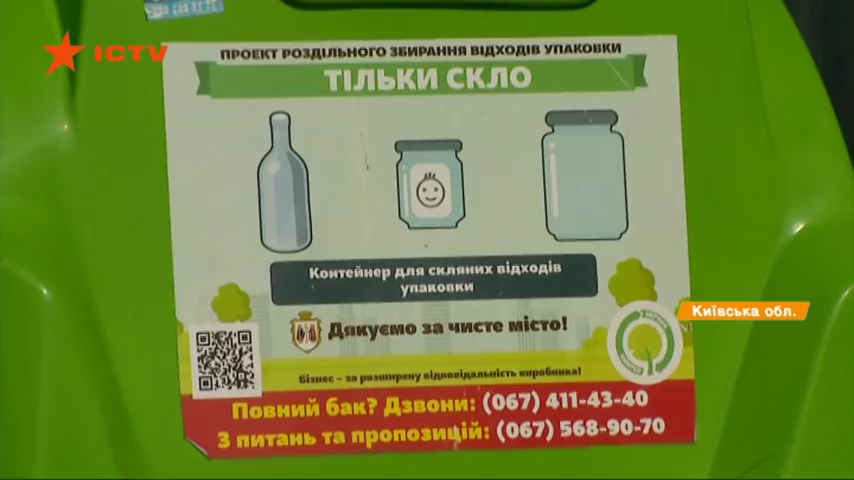 ICTV
ПРОЕКТ РОЗДІЛЬНОГО ЗБИРАННЯ ВІДХОДІВ УПАКОВКИ
ТІЛЬКИ СКЛО
Контейнер для скляних відходів
упаковки
Київська обл.
Дякуємо за чисте місто!
Бізнес – за розширену відповідальність виробника!
Повний бак? Дзвони: (067) 411-43-40
З питань та пропозицій: (067) 568-90-70